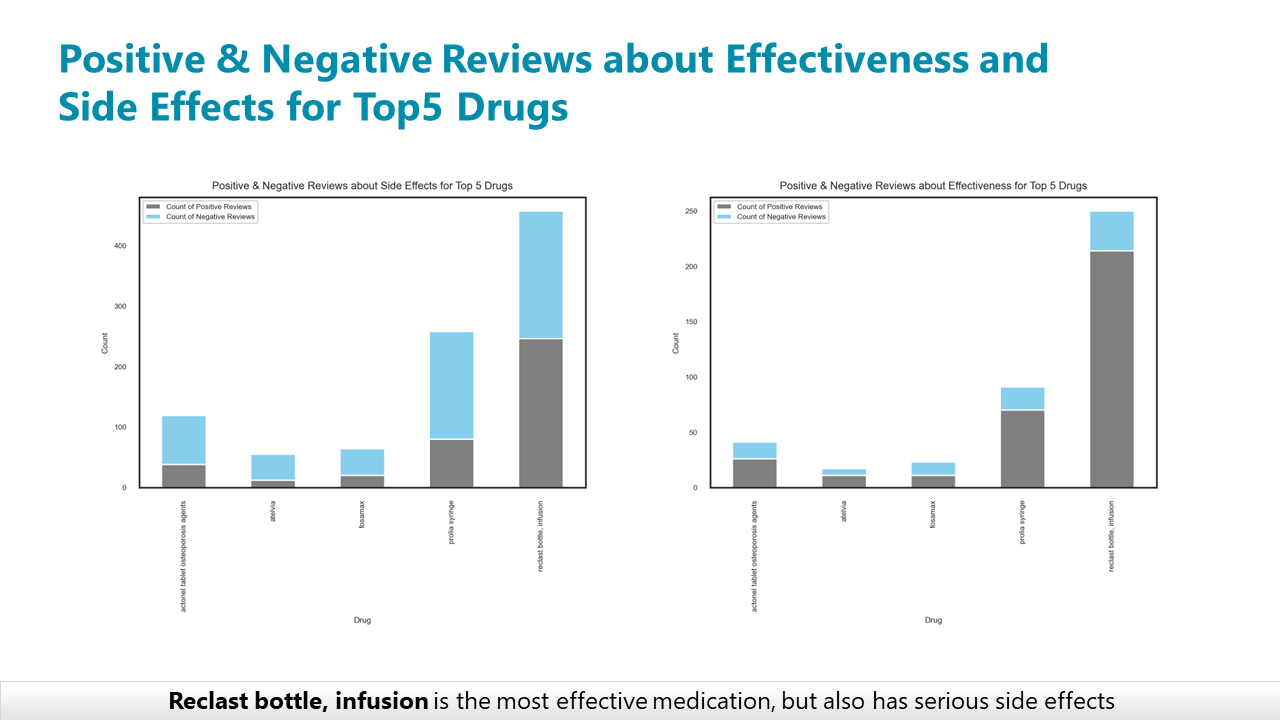 Positive & Negative Reviews about Effectiveness and
Side Effects for Top5 Drugs
Positive & Negative Reviews about Side Effects for Top 5 Drugs
Count of Positive Reviews
Count of Negative Reviews
400
300
200
100
0
Count
actonel tablet osteoporosis agents
atelvia
fosamax
prolia syringe
reclast bottle, infusion
Drug
Positive & Negative Reviews about Effectiveness for Top 5 Drugs
Count of Positive Reviews
Count of Negative Reviews
250
200
150
100
50
0
Count
actonel tablet osteoporosis agents
atelvia
fosamax
prolia syringe
reclast bottle, infusion
Drug
Reclast bottle, infusion is the most effective medication, but also has serious side effects